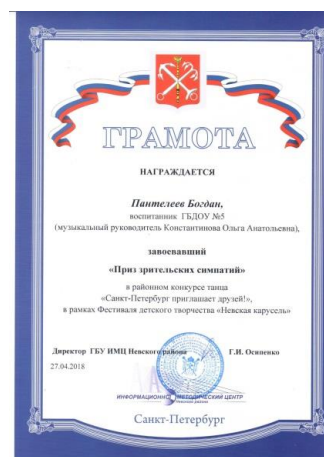 ГРАМОТА
НАГРАЖДАЕТСЯ
Пантелеев Богдан,
воспитанник ГБДОУ №5
(музыкальный руководитель Константинова Ольга Анатольевна),
завоевавший
«Приз зрительских симпатий»
в районном конкурсе танца
«Санкт-Петербург приглашает друзей!»,
в рамках Фестиваля детского творчества «Невская карусель»
Директор ГБУ ИМЦ Невского района Г.И. Осипенко
27.04.2018
ИНФОРМАЦИОННО МЕТОДИЧЕСКИЙ ЦЕНТР
Санкт-Петербург